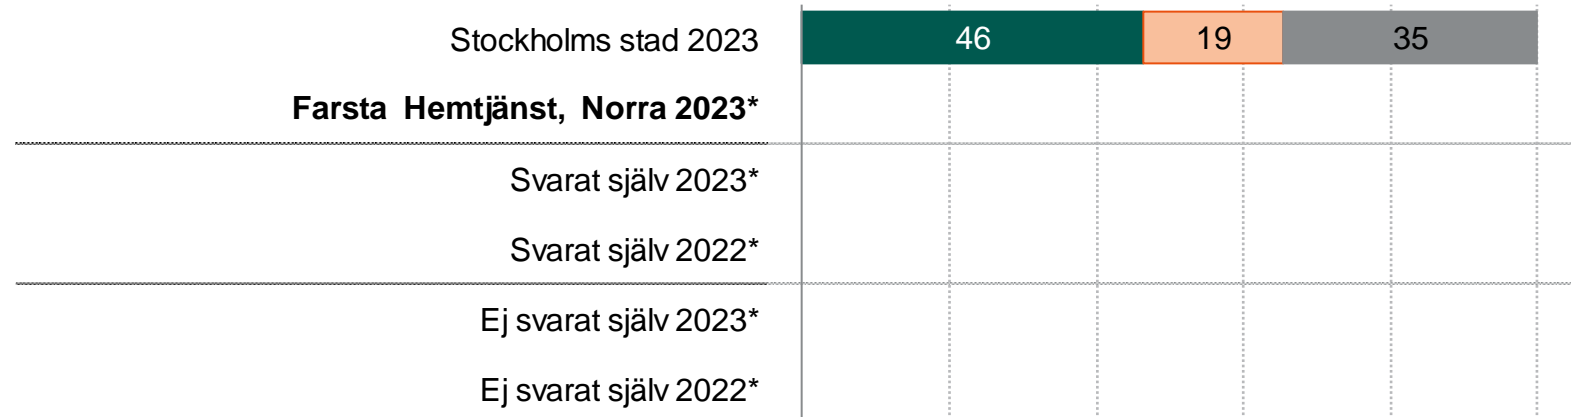 Stockholms stad 2023 46 19 35
Farsta Hemtjänst, Norra 2023*
Svarat själv 2023*
Svarat själv 2022*
Ej svarat själv 2023*
Ej svarat själv 2022*